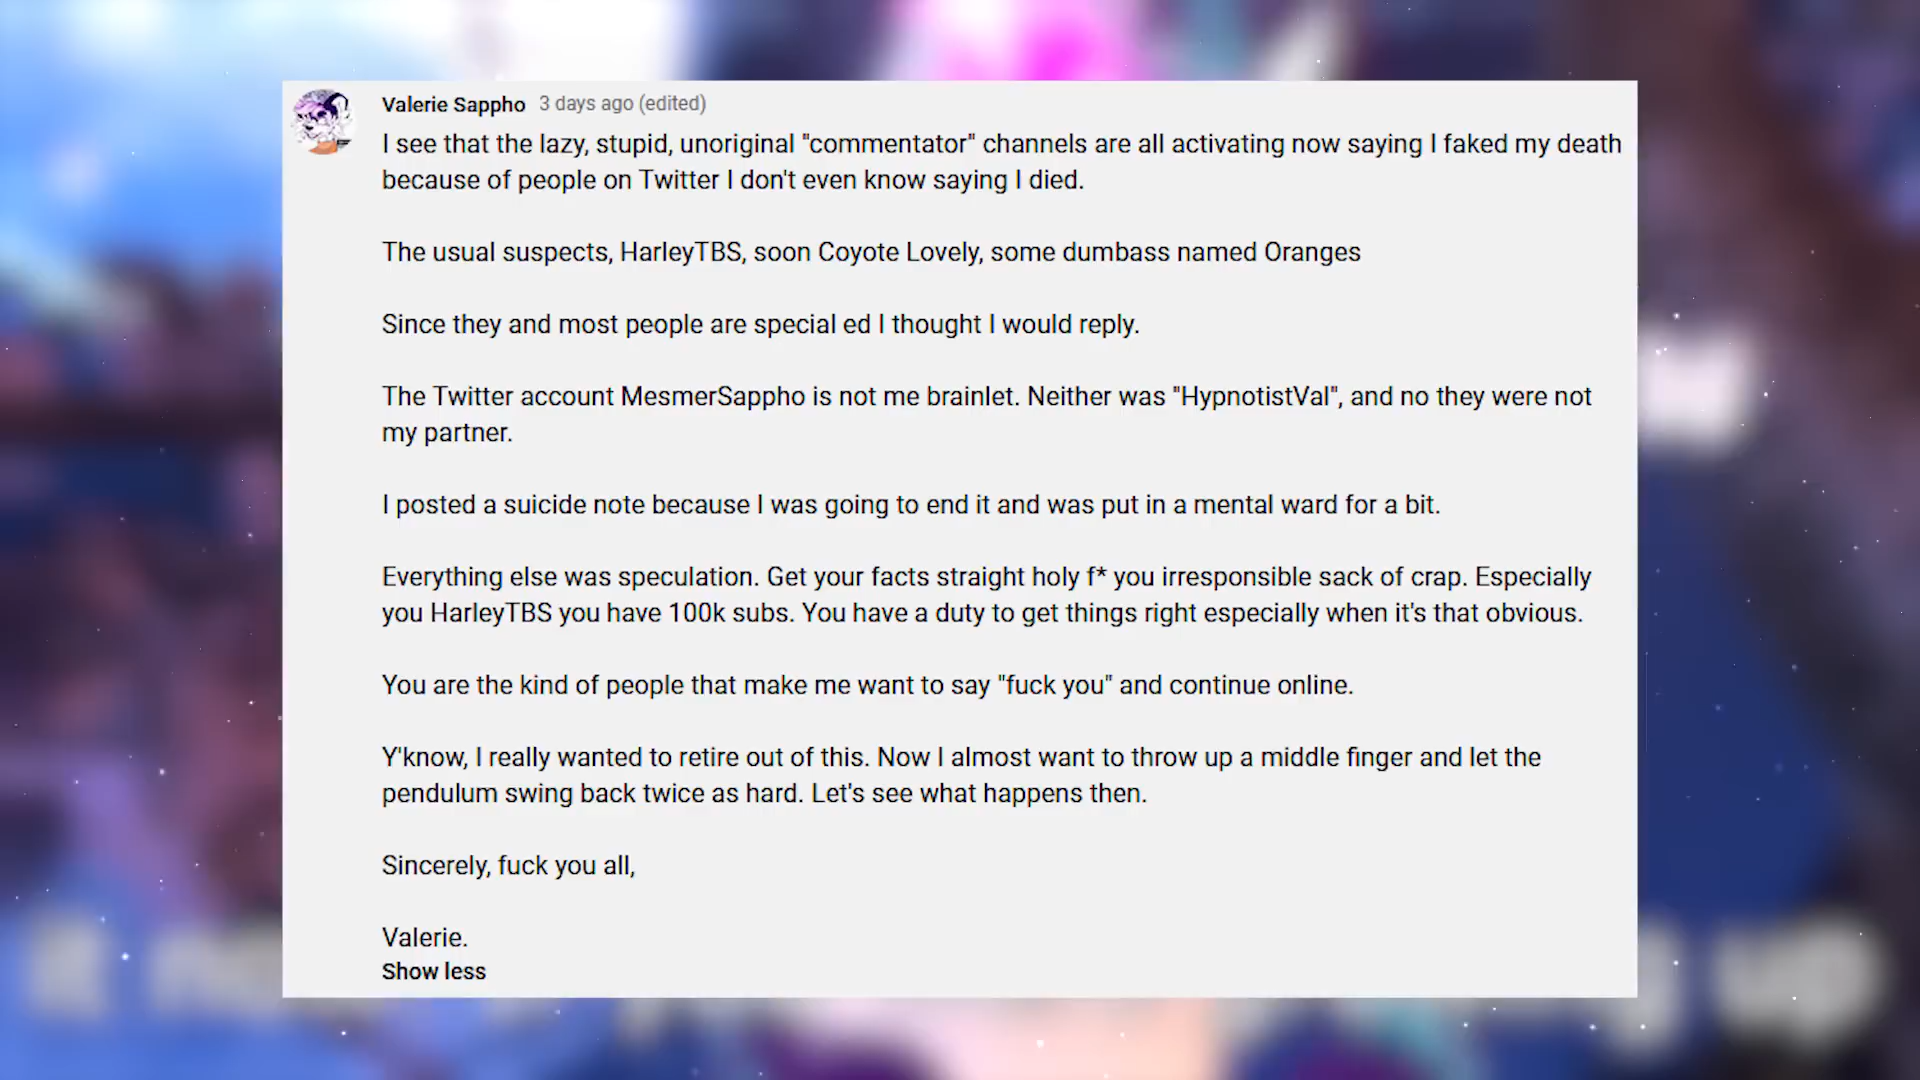 Valerie Sappho 3 days ago (edited)
I see that the lazy, stupid, unoriginal "commentator" channels are all activating now saying I faked my death
because of people on Twitter I don't even know saying I died.
The usual suspects, HarleyTBS, soon Coyote Lovely, some dumbass named Oranges
Since they and most people are special ed I thought I would reply.
The Twitter account MesmerSappho is not me brainlet. Neither was "HypnotistVal", and no they were not
my partner.
I posted a suicide note because I was going to end it and was put in a mental ward for a bit.
Everything else was speculation. Get your facts straight holy f* you irresponsible sack of crap. Especially
you HarleyTBS you have 100k subs. You have a duty to get things right especially when it's that obvious.
You are the kind of people that make me want to say "fuck you" and continue online.
Y'know, I really wanted to retire out of this. Now I almost want to throw up a middle finger and let the
pendulum swing back twice as hard. Let's see what happens then.
Sincerely, fuck you all,
Valerie.
Show less